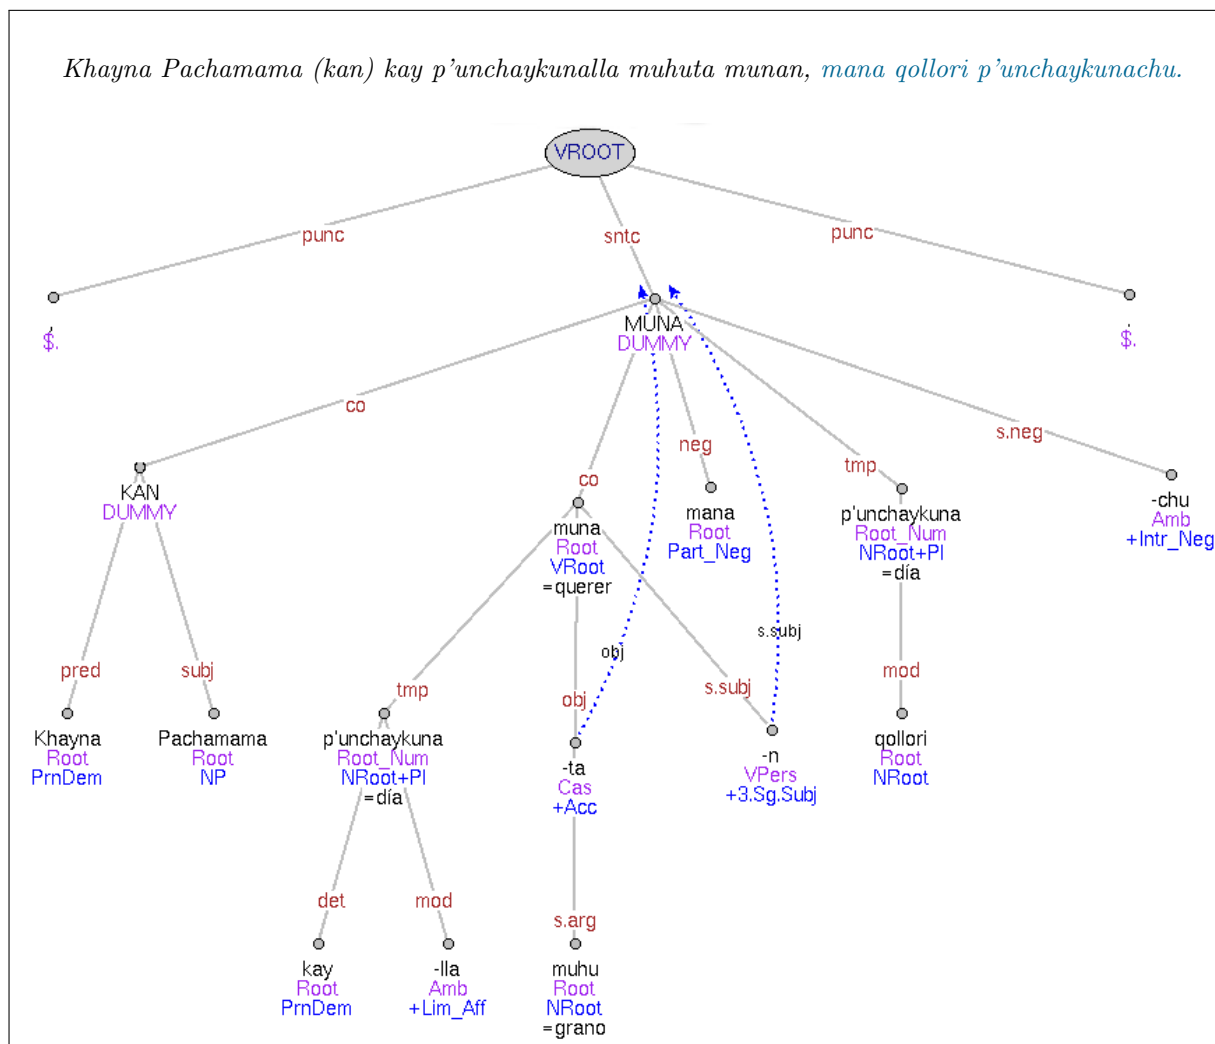 Khayna Pachamama (kan) kay p'unchaykunalla muhuta munan, mana qollori p'unchaykunachu.
VROOT
punc
sntc
punc
,
$.
MUNA
DUMMY
.
$.
co
neg
s.neg
tmp
co
KAN
DUMMY
muna
Root
VRoot
=querer
mana
Root
Part_Neg
p'unchaykuna
Root_Num
NRoot+Pl
=día
-chu
Amb
+Intr_Neg
pred
subj
tmp
obj
obj
s.subj
s.subj
mod
Khayna
Root
PrnDem
Pachamama
Root
NP
p'unchaykuna
Root_Num
NRoot+Pl
=día
-ta
Cas
+Acc
-n
VPers
+3.Sg.Subj
qollori
Root
NRoot
det
mod
s.arg
kay
Root
PrnDem
-lla
Amb
+Lim_Aff
muhu
Root
NRoot
=grano